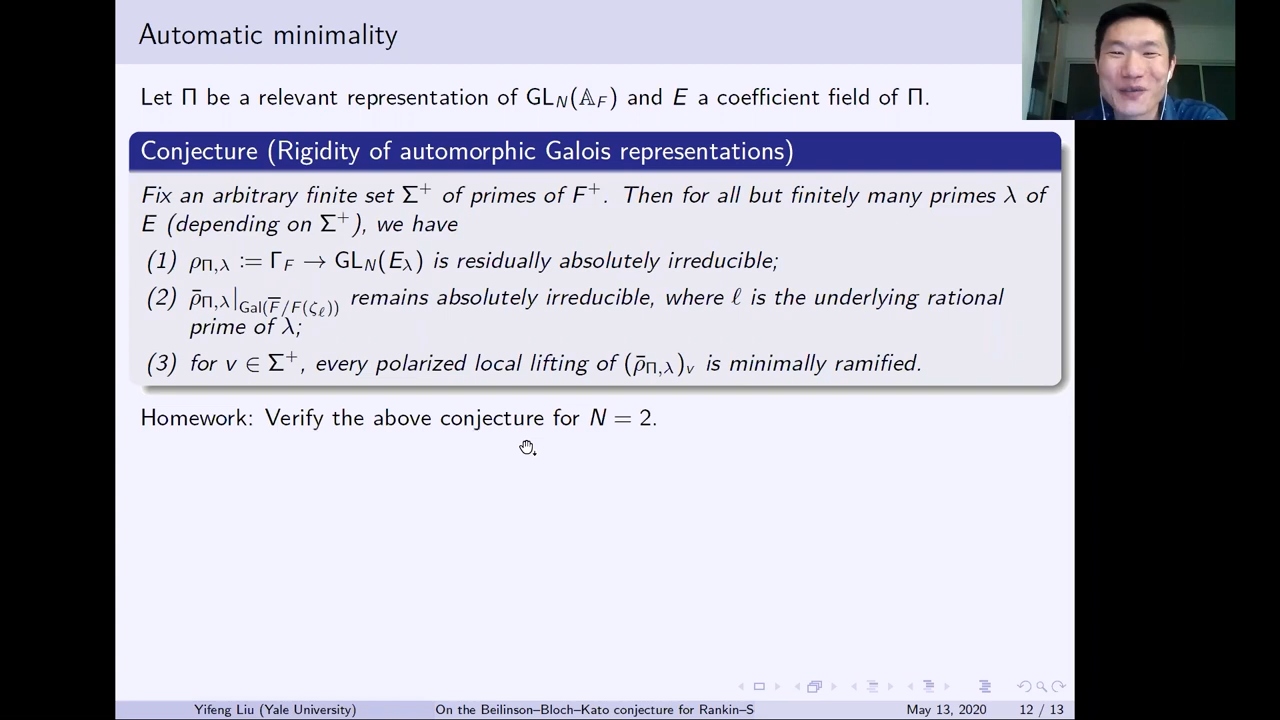 Automatic minimality
Let Π be a relevant representation of GL_N(𝔸_F) and E a coefficient field of Π.
Conjecture (Rigidity of automorphic Galois representations)
Fix an arbitrary finite set Σ⁺ of primes of F⁺. Then for all but finitely many primes λ of
E (depending on Σ⁺), we have
(1) ρ_{Π,λ} := Γ_F → GL_N(E_λ) is residually absolutely irreducible;
(2) ρ̄_{Π,λ}|_{Gal(F̄/F(ζ_ℓ))} remains absolutely irreducible, where ℓ is the underlying rational
prime of λ;
(3) for v ∈ Σ⁺, every polarized local lifting of (ρ̄_{Π,λ})_v is minimally ramified.
Homework: Verify the above conjecture for N = 2.
Yifeng Liu (Yale University) On the Beilinson–Bloch–Kato conjecture for Rankin–S May 13, 2020 12 / 13